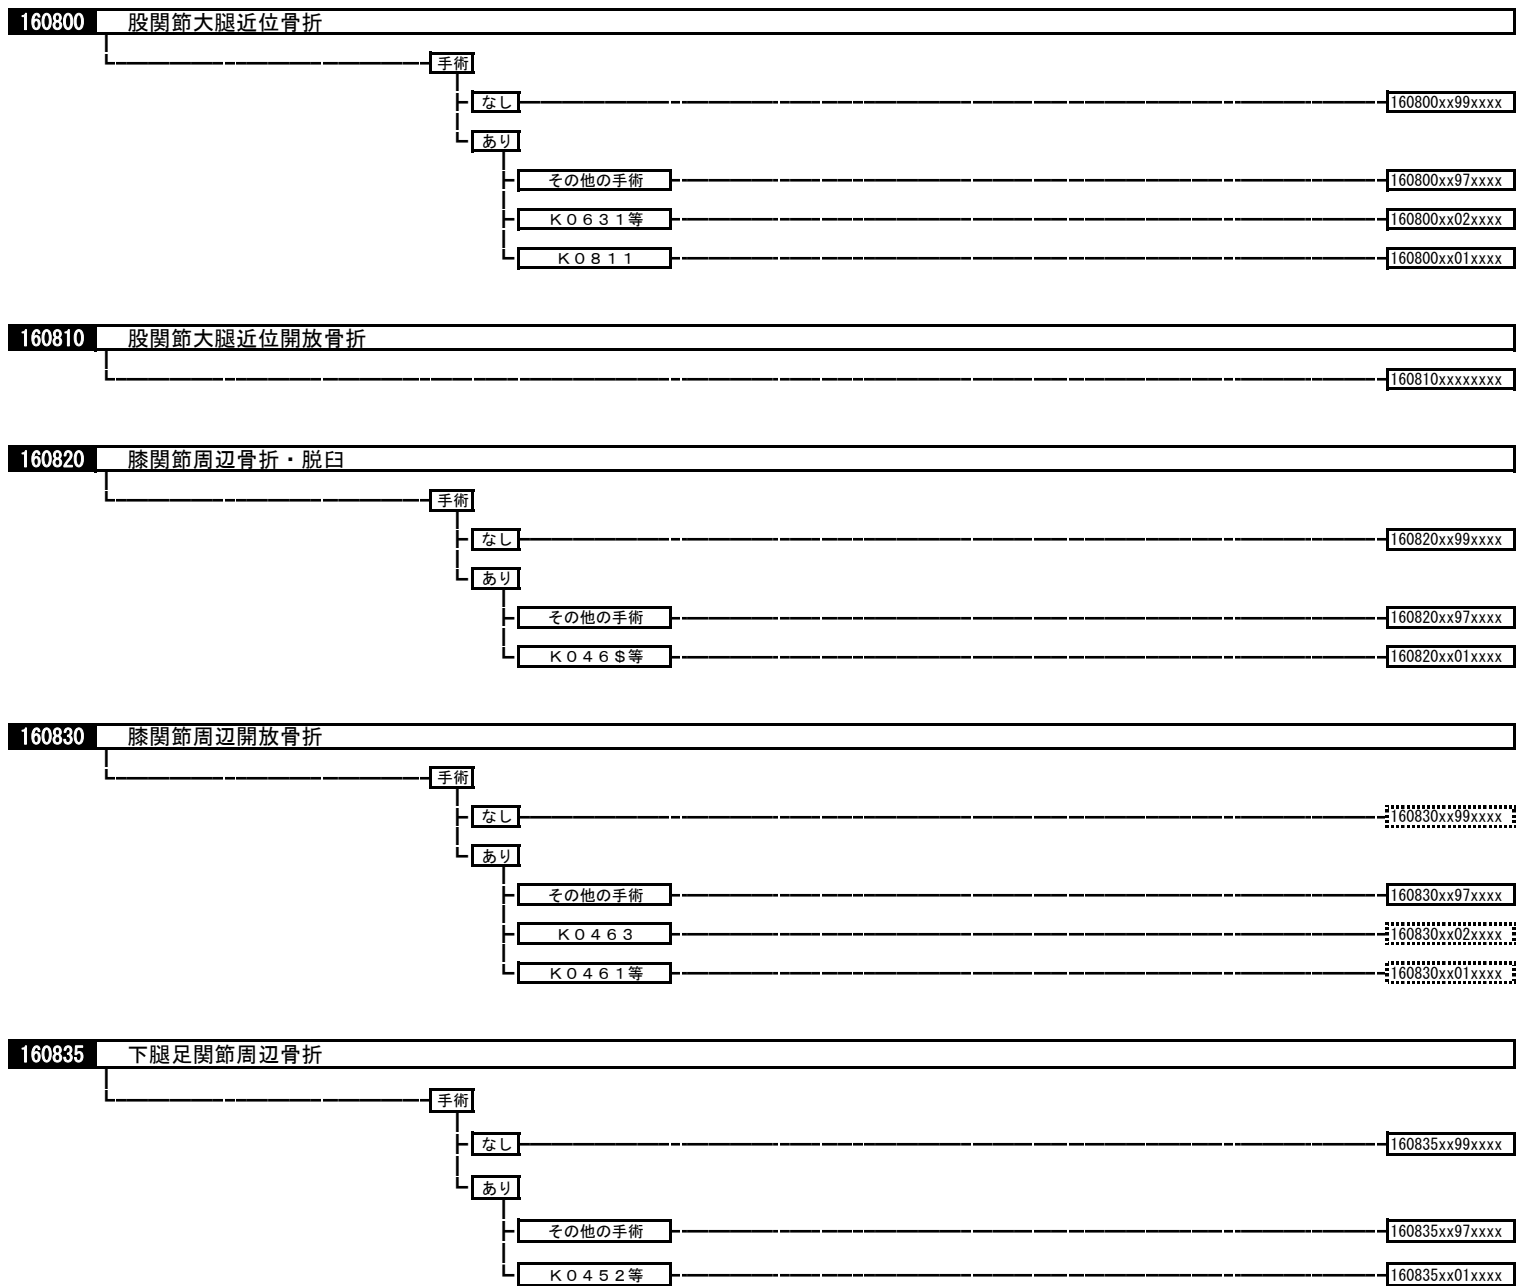 160800 股関節大腿近位骨折
手術
なし 160800xx99xxxx
あり
その他の手術 160800xx97xxxx
Ｋ０６３１等 160800xx02xxxx
Ｋ０８１１ 160800xx01xxxx
160810 股関節大腿近位開放骨折
160810xxxxxxxx
160820 膝関節周辺骨折・脱臼
手術
なし 160820xx99xxxx
あり
その他の手術 160820xx97xxxx
Ｋ０４６＄等 160820xx01xxxx
160830 膝関節周辺開放骨折
手術
なし 160830xx99xxxx
あり
その他の手術 160830xx97xxxx
Ｋ０４６３ 160830xx02xxxx
Ｋ０４６１等 160830xx01xxxx
160835 下腿足関節周辺骨折
手術
なし 160835xx99xxxx
あり
その他の手術 160835xx97xxxx
Ｋ０４５２等 160835xx01xxxx